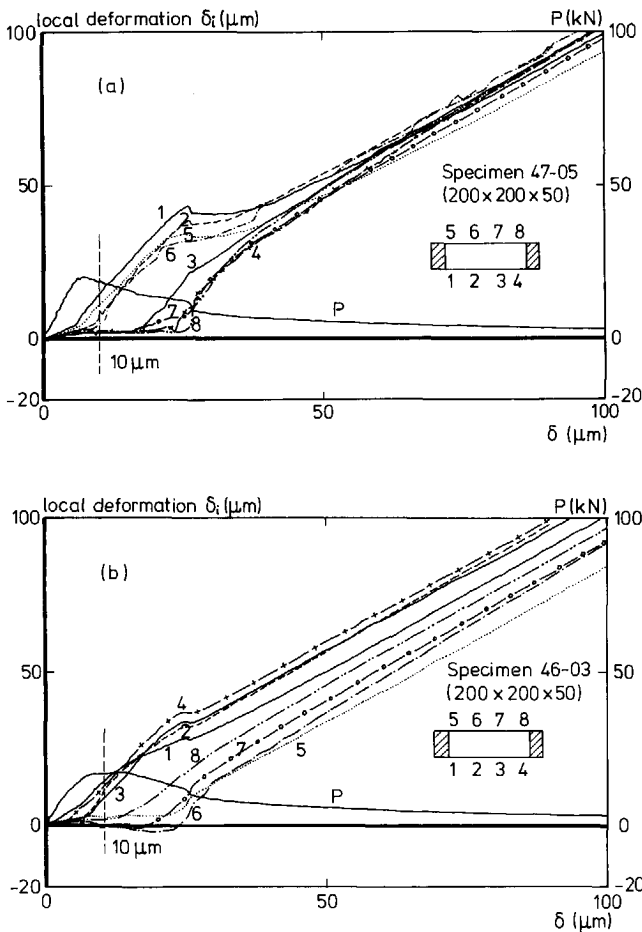 local deformation δi (μm) P (kN)
100 100
(a)
Specimen 47-05
(200 x 200 x 50)
50 50
1
2
5
6
5 6 7 8
3
4
1 2 3 4
P
7
8
0 0
10 μm
-20 -20
0 50 100
δ (μm)
local deformation δi (μm) P (kN)
100 100
(b)
50 50
Specimen 46-03
(200 x 200 x 50)
4
5 6 7 8
2
1
8
7
5
3
1 2 3 4
P
6
0 0
10 μm
-20 -20
0 50 100
δ (μm)